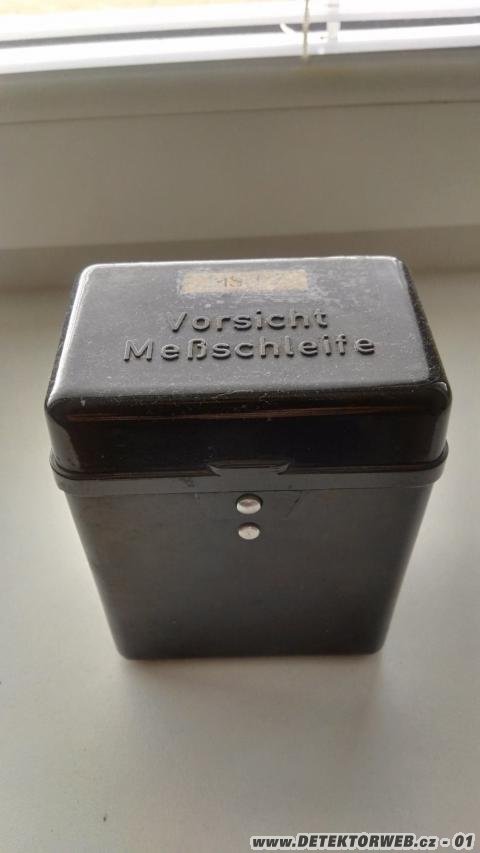 Vorsicht
Meßschleife
www.DETEKTORWEB.cz - 01